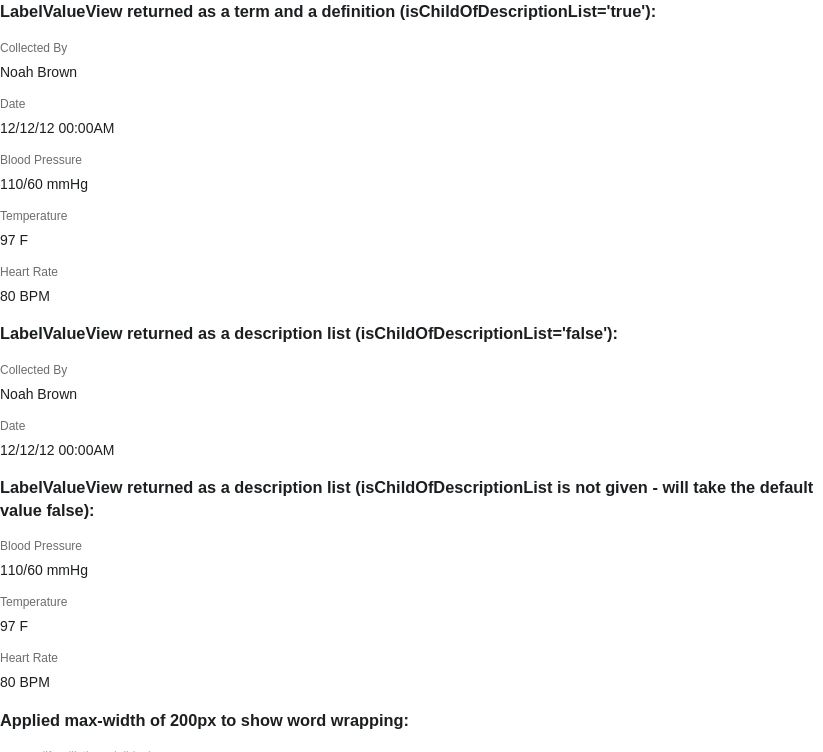 LabelValueView returned as a term and a definition (isChildOfDescriptionList='true'):
Collected By
Noah Brown
Date
12/12/12 00:00AM
Blood Pressure
110/60 mmHg
Temperature
97 F
Heart Rate
80 BPM
LabelValueView returned as a description list (isChildOfDescriptionList='false'):
Collected By
Noah Brown
Date
12/12/12 00:00AM
LabelValueView returned as a description list (isChildOfDescriptionList is not given - will take the default
value false):
Blood Pressure
110/60 mmHg
Temperature
97 F
Heart Rate
80 BPM
Applied max-width of 200px to show word wrapping: